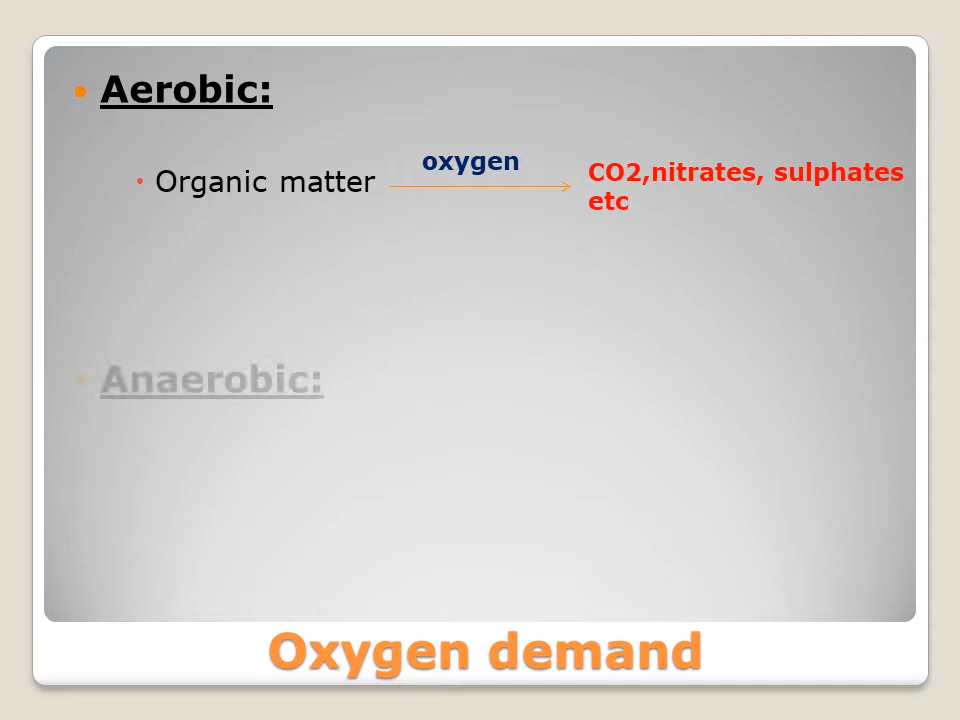 Aerobic:
oxygen
Organic matter
CO2,nitrates, sulphates
etc
Anaerobic:
Oxygen demand